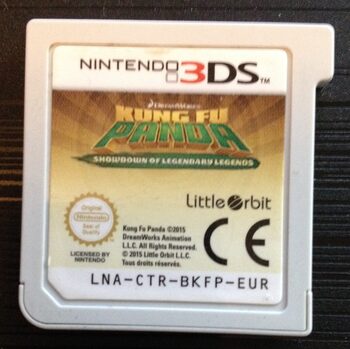 NINTENDO 3DS™
DREAMWORKS
KUNG FU
PANDA
SHOWDOWN OF LEGENDARY LEGENDS
Little Orbit
Original
Nintendo
Seal of Quality
LICENSED BY
NINTENDO
Kung Fu Panda ©2015
DreamWorks Animation
L.L.C. All Rights Reserved.
© 2015 Little Orbit L.L.C.
Tous droits réservés.
CE
LNA-CTR-BKFP-EUR